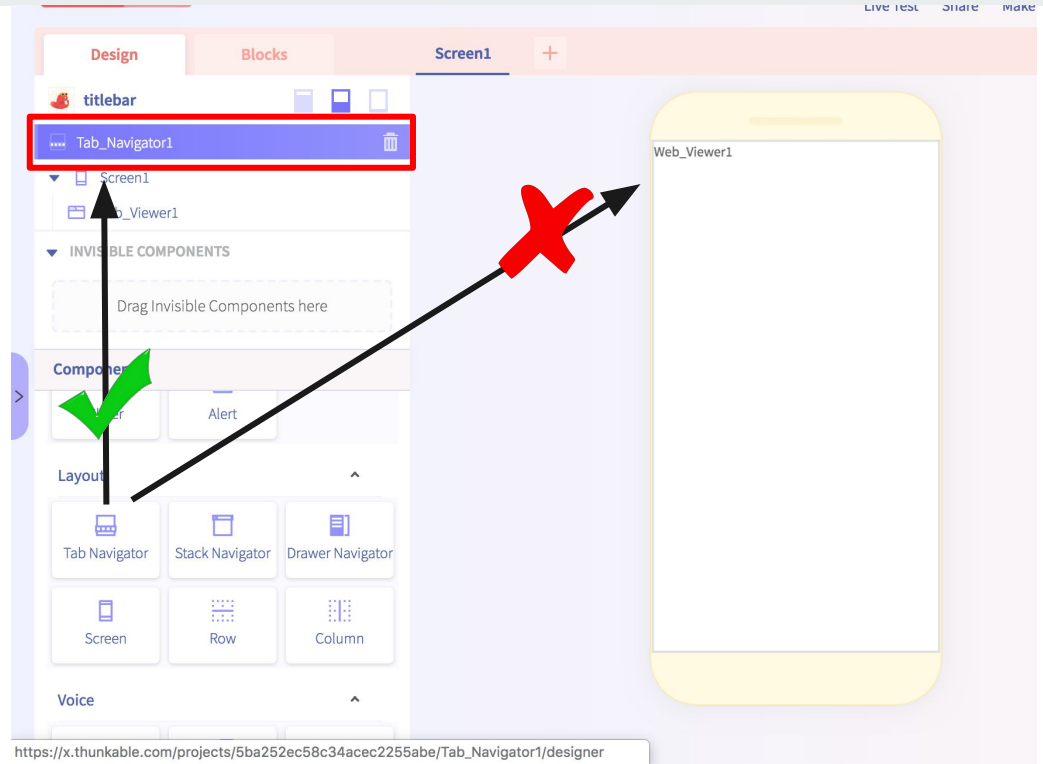 Live Test Share Make
Design
Blocks
Screen1
titlebar
Tab_Navigator1
Screen1
_Viewer1
INVISIBLE COMPONENTS
Drag Invisible Components here
Alert
Layout
Tab Navigator
Stack Navigator
Drawer Navigator
Screen
Row
Column
Voice
Web_Viewer1
https://x.thunkable.com/projects/5ba252ec58c34acec2255abe/Tab_Navigator1/designer